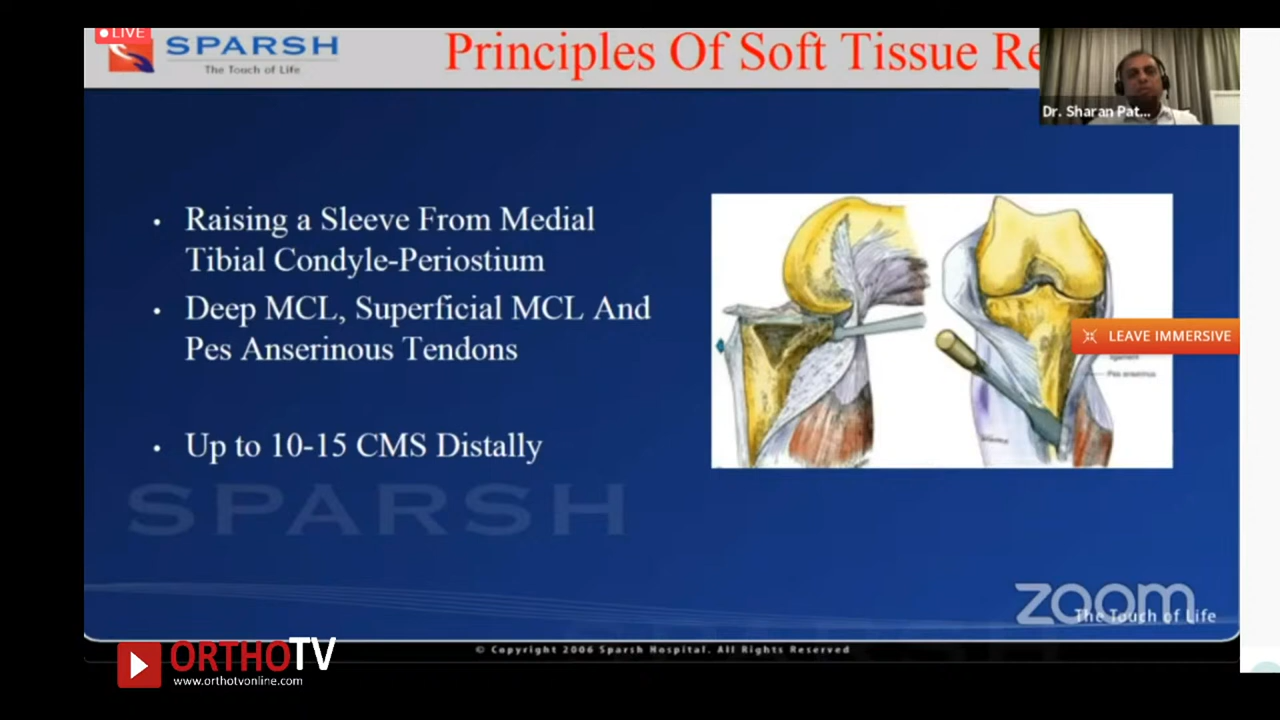 LIVE
SPARSH
The Touch of Life
Principles Of Soft Tissue Re
Dr. Sharan Pat...
• Raising a Sleeve From Medial
Tibial Condyle-Periostium
• Deep MCL, Superficial MCL And
Pes Anserinous Tendons
• Up to 10-15 CMS Distally
LEAVE IMMERSIVE
ligament
Pes anserinus
SPARSH
zoom
The Touch of Life
© Copyright 2006 Sparsh Hospital. All Rights Reserved
ORTHOTV
www.orthotvonline.com